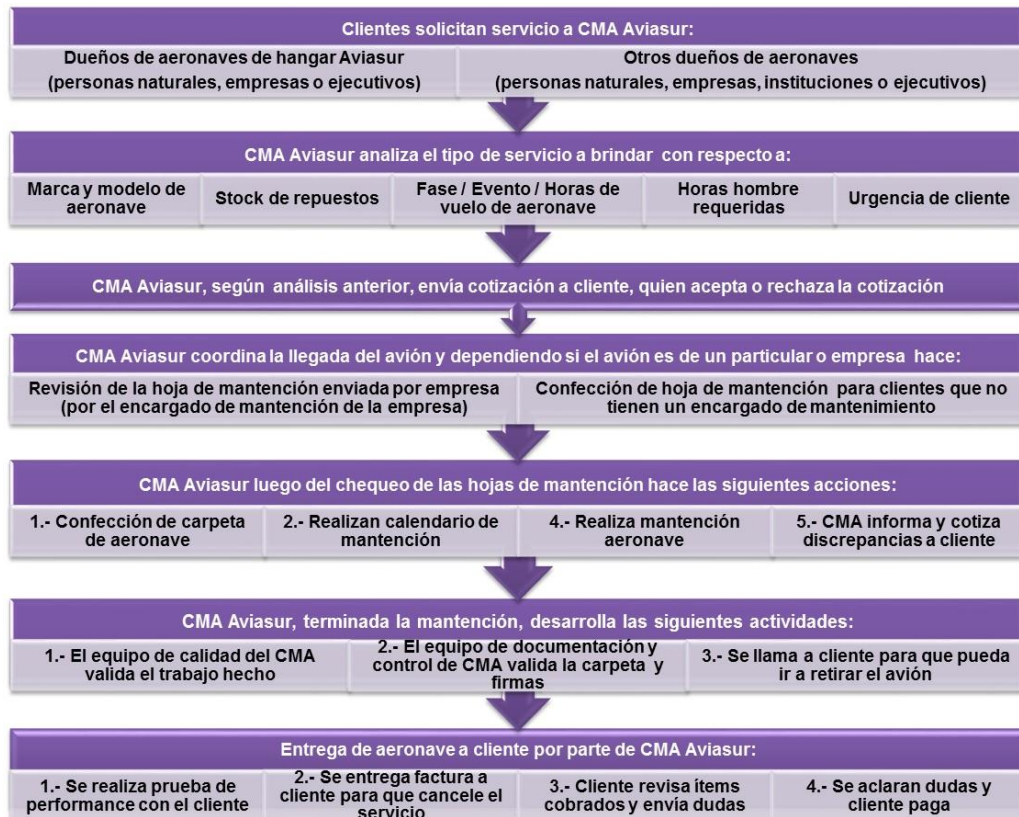 Clientes solicitan servicio a CMA Aviasur:
Dueños de aeronaves de hangar Aviasur
(personas naturales, empresas o ejecutivos)
Otros dueños de aeronaves
(personas naturales, empresas, instituciones o ejecutivos)
CMA Aviasur analiza el tipo de servicio a brindar con respecto a:
Marca y modelo de
aeronave
Stock de repuestos
Fase / Evento / Horas de
vuelo de aeronave
Horas hombre
requeridas
Urgencia de cliente
CMA Aviasur, según análisis anterior, envía cotización a cliente, quien acepta o rechaza la cotización
CMA Aviasur coordina la llegada del avión y dependiendo si el avión es de un particular o empresa hace:
Revisión de la hoja de mantención enviada por empresa
(por el encargado de mantención de la empresa)
Confección de hoja de mantención para clientes que no
tienen un encargado de mantenimiento
CMA Aviasur luego del chequeo de las hojas de mantención hace las siguientes acciones:
1.- Confección de carpeta
de aeronave
2.- Realizan calendario de
mantención
4.- Realiza mantención
aeronave
5.- CMA informa y cotiza
discrepancias a cliente
CMA Aviasur, terminada la mantención, desarrolla las siguientes actividades:
1.- El equipo de calidad del CMA
valida el trabajo hecho
2.- El equipo de documentación y
control de CMA valida la carpeta y
firmas
3.- Se llama a cliente para que pueda
ir a retirar el avión
Entrega de aeronave a cliente por parte de CMA Aviasur:
1.- Se realiza prueba de
performance con el cliente
2.- Se entrega factura a
cliente para que cancele el
servicio
3.- Cliente revisa ítems
cobrados y envía dudas
4.- Se aclaran dudas y
cliente paga